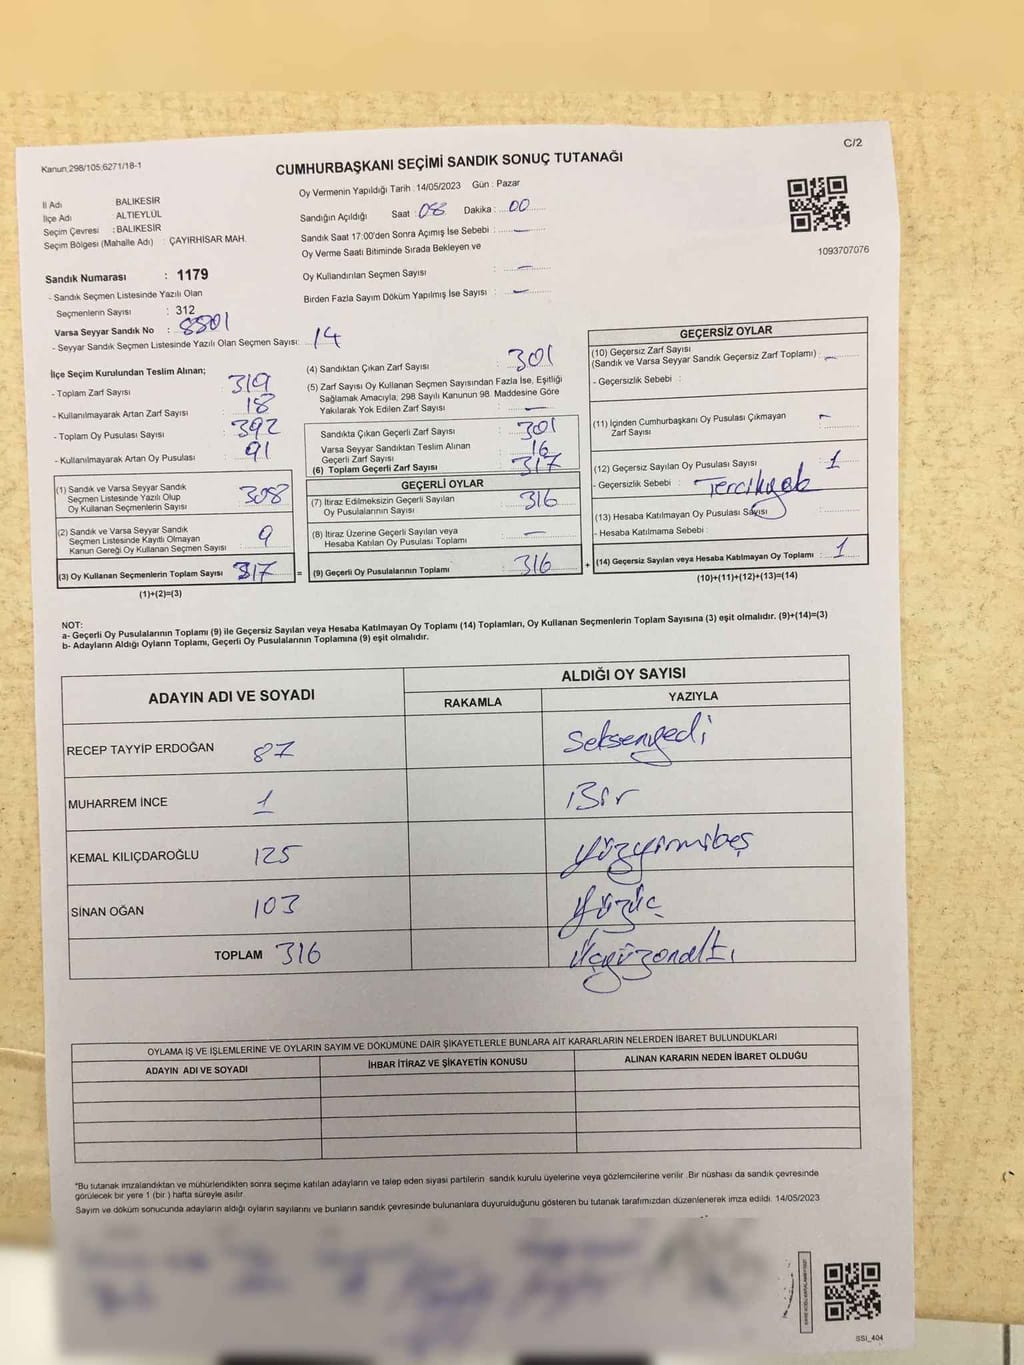 Kanun,298/105;6271/18-1
C/2
CUMHURBAŞKANI SEÇİMİ SANDIK SONUÇ TUTANAĞI
İl Adı : BALIKESİR
İlçe Adı : ALTIEYLÜL
Seçim Çevresi : BALIKESİR
Seçim Bölgesi (Mahalle Adı) : ÇAYIRHİSAR MAH.
Sandık Numarası : 1179
- Sandık Seçmen Listesinde Yazılı Olan
Seçmenlerin Sayısı : 312
Varsa Seyyar Sandık No : 8801
- Seyyar Sandık Seçmen Listesinde Yazılı Olan Seçmen Sayısı: 14
Oy Vermenin Yapıldığı Tarih : 14/05/2023 Gün : Pazar
Sandığın Açıldığı Saat : 08 Dakika : 00
Sandık Saat 17:00'den Sonra Açımış İse Sebebi : —
Oy Verme Saati Bitiminde Sırada Bekleyen ve
Oy Kullandırılan Seçmen Sayısı : —
Birden Fazla Sayım Döküm Yapılmış İse Sayısı : —
1093707076
İlçe Seçim Kurulundan Teslim Alınan;
- Toplam Zarf Sayısı : 319
- Kullanılmayarak Artan Zarf Sayısı : 18
- Toplam Oy Pusulası Sayısı : 392
- Kullanılmayarak Artan Oy Pusulası : 91
(1) Sandık ve Varsa Seyyar Sandık
Seçmen Listesinde Yazılı Olup
Oy Kullanan Seçmenlerin Sayısı : 308
(2) Sandık ve Varsa Seyyar Sandık
Seçmen Listesinde Kayıtlı Olmayan
Kanun Gereği Oy Kullanan Seçmen Sayısı : 9
(3) Oy Kullanan Seçmenlerin Toplam Sayısı 317 =
(1)+(2)=(3)
(4) Sandıktan Çıkan Zarf Sayısı : 301
(5) Zarf Sayısı Oy Kullanan Seçmen Sayısından Fazla İse, Eşitliği
Sağlamak Amacıyla; 298 Sayılı Kanunun 98. Maddesine Göre
Yakılarak Yok Edilen Zarf Sayısı : —
Sandıkta Çıkan Geçerli Zarf Sayısı : 301
Varsa Seyyar Sandıktan Teslim Alınan
Geçerli Zarf Sayısı : 16
(6) Toplam Geçerli Zarf Sayısı : 317
GEÇERLİ OYLAR
(7) İtiraz Edilmeksizin Geçerli Sayılan
Oy Pusulalarının Sayısı : 316
(8) İtiraz Üzerine Geçerli Sayılan veya
Hesaba Katılan Oy Pusulası Toplamı : —
(9) Geçerli Oy Pusulalarının Toplamı : 316 +
GEÇERSİZ OYLAR
(10) Geçersiz Zarf Sayısı
(Sandık ve Varsa Seyyar Sandık Geçersiz Zarf Toplamı) : —
- Geçersizlik Sebebi :
(11) İçinden Cumhurbaşkanı Oy Pusulası Çıkmayan
Zarf Sayısı : —
(12) Geçersiz Sayılan Oy Pusulası Sayısı : 1
- Geçersizlik Sebebi :
(13) Hesaba Katılmayan Oy Pusulası Sayısı
- Hesaba Katılmama Sebebi :
(14) Geçersiz Sayılan veya Hesaba Katılmayan Oy Toplamı : 1
(10)+(11)+(12)+(13)=(14)
NOT:
a- Geçerli Oy Pusulalarının Toplamı (9) ile Geçersiz Sayılan veya Hesaba Katılmayan Oy Toplamı (14) Toplamları, Oy Kullanan Seçmenlerin Toplam Sayısına (3) eşit olmalıdır. (9)+(14)=(3)
b- Adayların Aldığı Oyların Toplamı, Geçerli Oy Pusulalarının Toplamına (9) eşit olmalıdır.
ADAYIN ADI VE SOYADI ALDIĞI OY SAYISI
RAKAMLA YAZIYLA
RECEP TAYYİP ERDOĞAN 87 Seksenyedi
MUHARREM İNCE 1 Bir
KEMAL KILIÇDAROĞLU 125 Yüzyirmibeş
SİNAN OĞAN 103 Yüzüç
TOPLAM 316 Üçyüzonaltı
OYLAMA İŞ VE İŞLEMLERİNE VE OYLARIN SAYIM VE DÖKÜMÜNE DAİR ŞİKAYETLERLE BUNLARA AİT KARARLARIN NELERDEN İBARET BULUNDUKLARI
ADAYIN ADI VE SOYADI İHBAR İTİRAZ VE ŞİKAYETİN KONUSU ALINAN KARARIN NEDEN İBARET OLDUĞU
*Bu tutanak imzalandıktan ve mühürlendikten sonra seçime katılan adayların ve talep eden siyasi partilerin sandık kurulu üyelerine veya gözlemcilerine verilir .Bir nüshası da sandık çevresinde
görülecek bir yere 1 (bir ) hafta süreyle asılır.
Sayım ve döküm sonucunda adayların aldığı oyların sayılarını ve bunların sandık çevresinde bulunanlara duyurulduğunu gösteren bu tutanak tarafımızdan düzenlenerek imza edildi. 14/05/2023
SSI_404